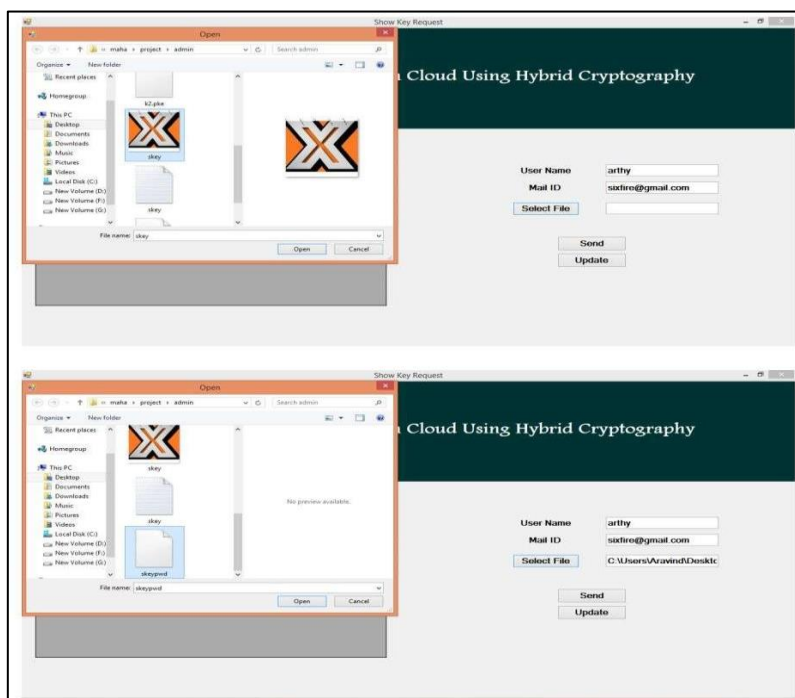 Show Key Request
Open
« maha › project › admin
Search admin
Organize
New folder
Recent places
Homegroup
This PC
Desktop
Documents
Downloads
Music
Pictures
Videos
Local Disk (C:)
New Volume (D:)
New Volume (F:)
New Volume (G:)
k2.pke
skey
skey
File name: skey
Open
Cancel
Cloud Using Hybrid Cryptography
User Name arthy
Mail ID sixfire@gmail.com
Select File
Send
Update
Show Key Request
Open
« maha › project › admin
Search admin
Organize
New folder
Recent places
Homegroup
This PC
Desktop
Documents
Downloads
Music
Pictures
Videos
Local Disk (C:)
New Volume (D:)
New Volume (F:)
New Volume (G:)
skey
skey
skeypwd
No preview available.
File name: skeypwd
Open
Cancel
Cloud Using Hybrid Cryptography
User Name arthy
Mail ID sixfire@gmail.com
Select File C:\Users\Aravind\Deskto
Send
Update